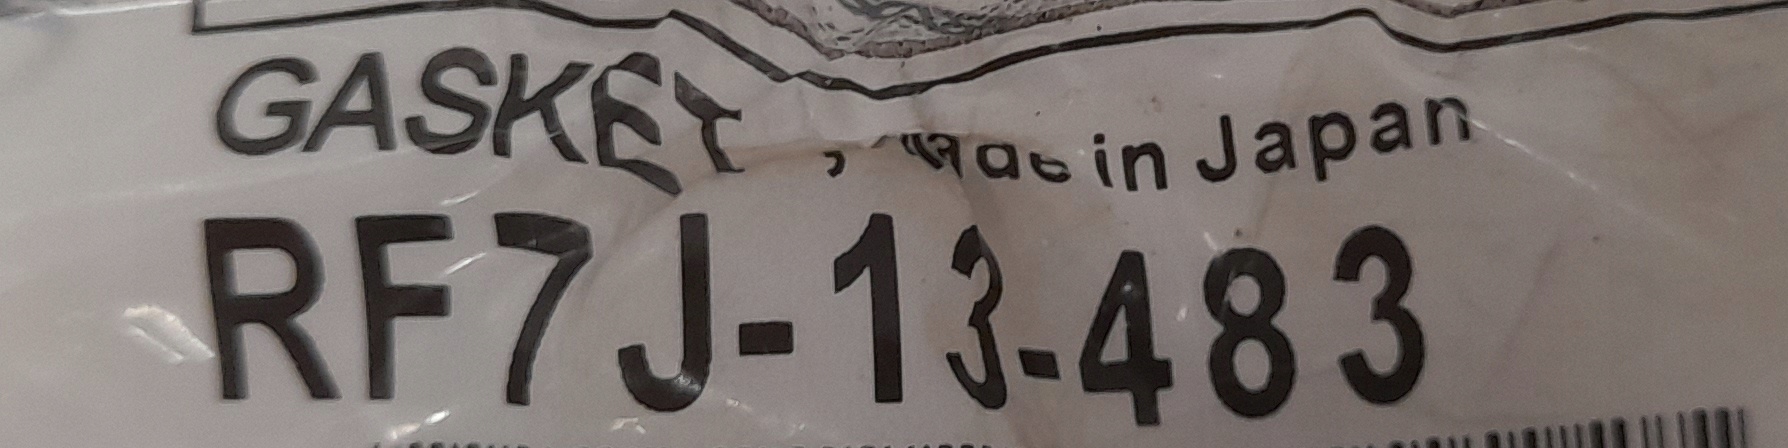 GASKET , Made in Japan
RF7J-13-483